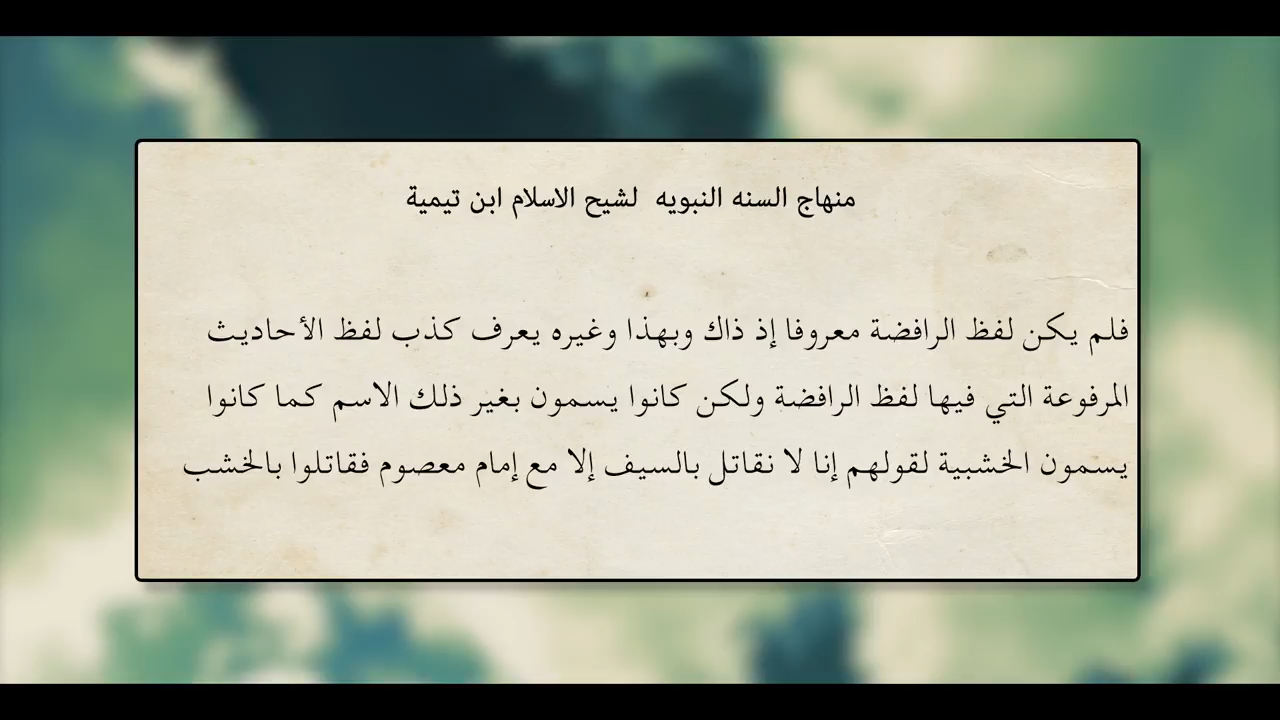 منهاج السنه النبويه لشيح الاسلام ابن تيمية
فلم يكن لفظ الرافضة معروفا إذ ذاك وبهذا وغيره يعرف كذب لفظ الأحاديث
المرفوعة التي فيها لفظ الرافضة ولكن كانوا يسمون بغير ذلك الاسم كما كانوا
يسمون الخشبية لقولهم إنا لا نقاتل بالسيف إلا مع إمام معصوم فقاتلوا بالخشب